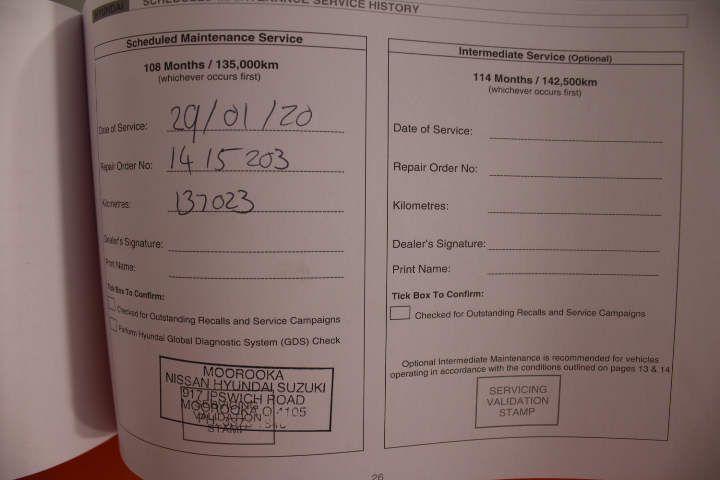 HYUNDAI SCHEDULED MAINTENANCE SERVICE HISTORY
Scheduled Maintenance Service
108 Months / 135,000km
(whichever occurs first)
Date of Service: 29/01/20
Repair Order No: 1415203
Kilometres: 137023
Dealer's Signature:
Print Name:
Tick Box To Confirm:
Checked for Outstanding Recalls and Service Campaigns
Perform Hyundai Global Diagnostic System (GDS) Check
MOOROOKA
NISSAN HYUNDAI SUZUKI
917 IPSWICH ROAD
MOOROOKA Q 4105
SERVICING
VALIDATION
STAMP
Intermediate Service (Optional)
114 Months / 142,500km
(whichever occurs first)
Date of Service:
Repair Order No:
Kilometres:
Dealer's Signature:
Print Name:
Tick Box To Confirm:
Checked for Outstanding Recalls and Service Campaigns
Optional Intermediate Maintenance is recommended for vehicles
operating in accordance with the conditions outlined on pages 13 & 14
SERVICING
VALIDATION
STAMP
26